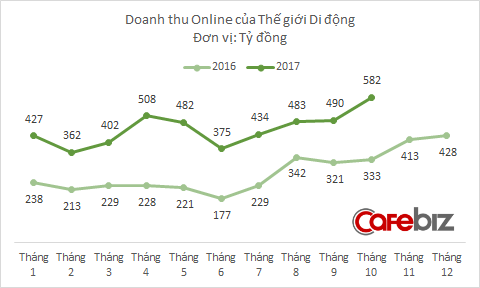 Doanh thu Online của Thế giới Di động
Đơn vị: Tỷ đồng
2016 2017
427 362 402 508 482 375 434 483 490 582
238 213 229 228 221 177 229 342 321 333 413 428
CAFEBIZ
Tháng Tháng Tháng Tháng Tháng Tháng Tháng Tháng Tháng Tháng Tháng Tháng
1 2 3 4 5 6 7 8 9 10 11 12